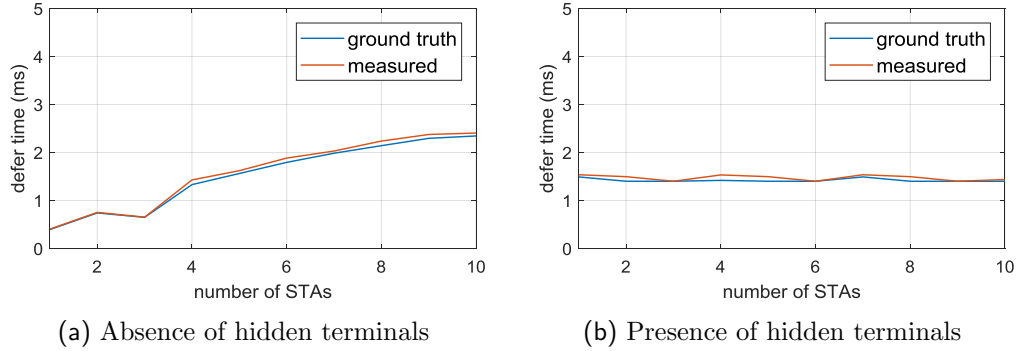 5
4
3
2
1
0
defer time (ms)
ground truth
measured
2
4
6
8
10
number of STAs
(a) Absence of hidden terminals
5
4
3
2
1
0
defer time (ms)
ground truth
measured
2
4
6
8
10
number of STAs
(b) Presence of hidden terminals